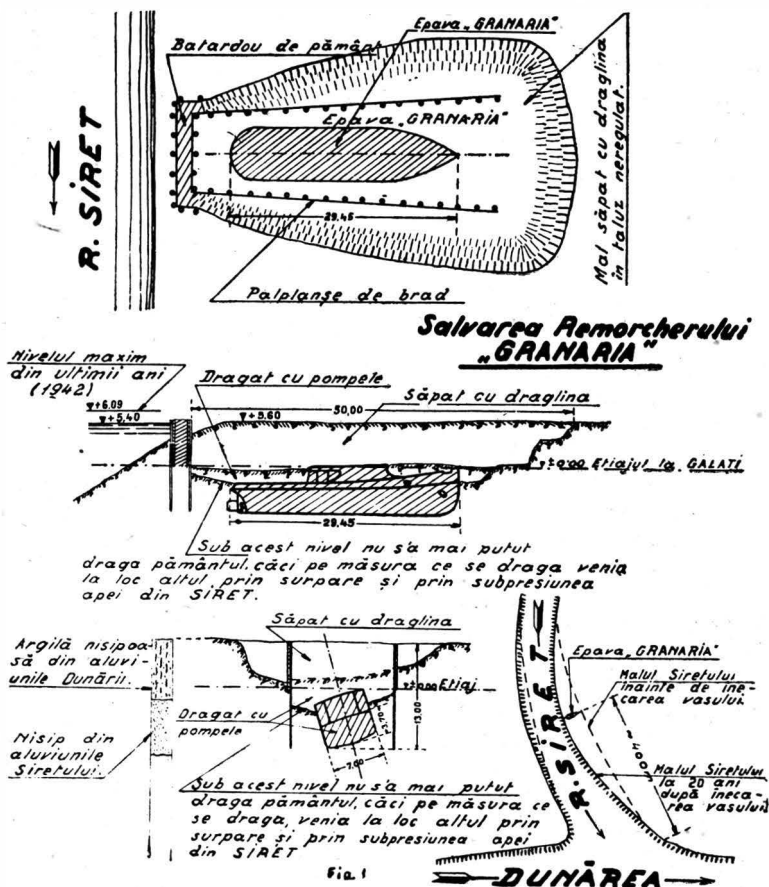 Epava „GRANARIA"
Batardou de pământ
Epava „GRANARIA"
R. SIRET
29.45
Mal săpat cu draglina
în taluz neregulat.
Palplanșe de brad
Salvarea Remorcherului
„GRANARIA"
Nivelul maxim
din ultimii ani
(1942)
Dragat cu pompele
Săpat cu draglina
+6.09
+5.40
50,00
+5.60
±0.00 Etiajul la GALAȚI
29.45
Sub acest nivel nu s'a mai putut
draga pământul, căci pe măsura ce se draga venia
la loc altul prin surpare și prin subpresiunea
apei din SIRET.
Săpat cu draglina
Argilă nisipoa-
să din aluvi-
unile Dunării.
±0.00 Etiaj
Dragat cu
pompele
13,00
7,00
Nisip din
aluviunile
Siretului.
Sub acest nivel nu s'a mai putut
draga pământul, căci pe măsura ce
se draga, venia la loc altul prin
surpare și prin subpresiunea apei
din SIRET
Fig. 1
R. SIRET
Epava „GRANARIA"
Malul Siretului
înainte de îne-
carea vasului.
Malul Siretului
la 20 ani
după îneca-
rea vasului
DUNĂREA